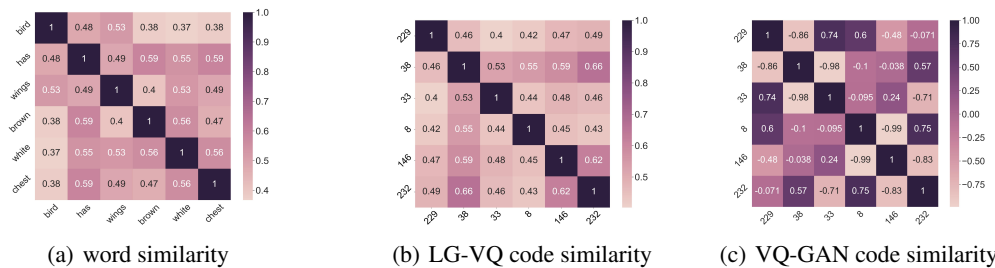 bird 1 0.48 0.53 0.38 0.37 0.38
has 0.48 1 0.49 0.59 0.55 0.59
wings 0.53 0.49 1 0.4 0.53 0.49
brown 0.38 0.59 0.4 1 0.56 0.47
white 0.37 0.55 0.53 0.56 1 0.56
chest 0.38 0.59 0.49 0.47 0.56 1
bird has wings brown white chest
1.0
0.9
0.8
0.7
0.6
0.5
0.4
(a) word similarity
229 1 0.46 0.4 0.42 0.47 0.49
38 0.46 1 0.53 0.55 0.59 0.66
33 0.4 0.53 1 0.44 0.48 0.46
8 0.42 0.55 0.44 1 0.45 0.43
146 0.47 0.59 0.48 0.45 1 0.62
232 0.49 0.66 0.46 0.43 0.62 1
229 38 33 8 146 232
1.0
0.9
0.8
0.7
0.6
0.5
(b) LG-VQ code similarity
229 1 -0.86 0.74 0.6 -0.48 -0.071
38 -0.86 1 -0.98 -0.1 -0.038 0.57
33 0.74 -0.98 1 -0.095 0.24 -0.71
8 0.6 -0.1 -0.095 1 -0.99 0.75
146 -0.48 -0.038 0.24 -0.99 1 -0.83
232 -0.071 0.57 -0.71 0.75 -0.83 1
229 38 33 8 146 232
1.00
0.75
0.50
0.25
0.00
−0.25
−0.50
−0.75
(c) VQ-GAN code similarity